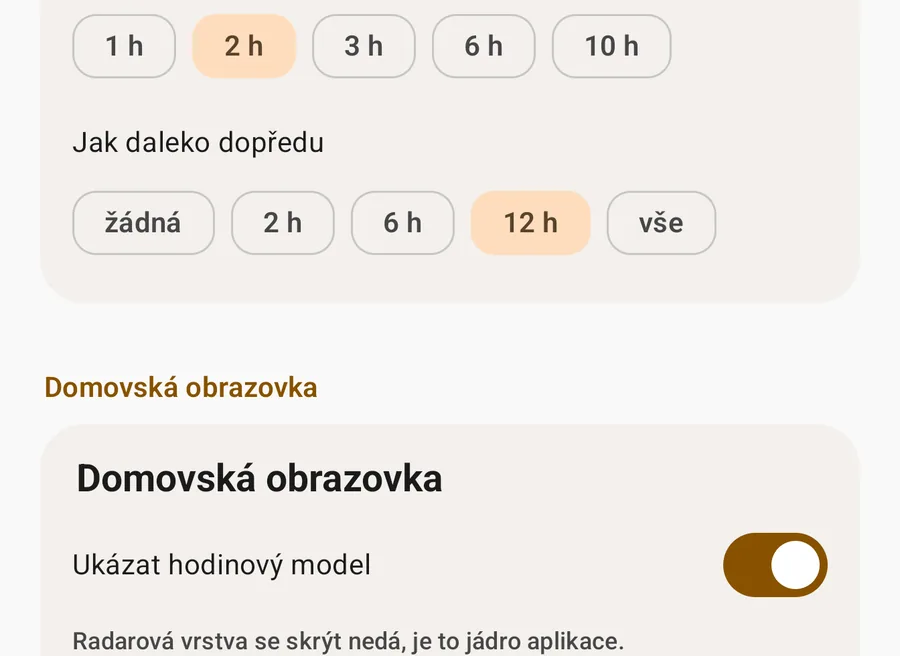 1 h 2 h 3 h 6 h 10 h
Jak daleko dopředu
žádná 2 h 6 h 12 h vše
Domovská obrazovka
Domovská obrazovka
Ukázat hodinový model
Radarová vrstva se skrýt nedá, je to jádro aplikace.